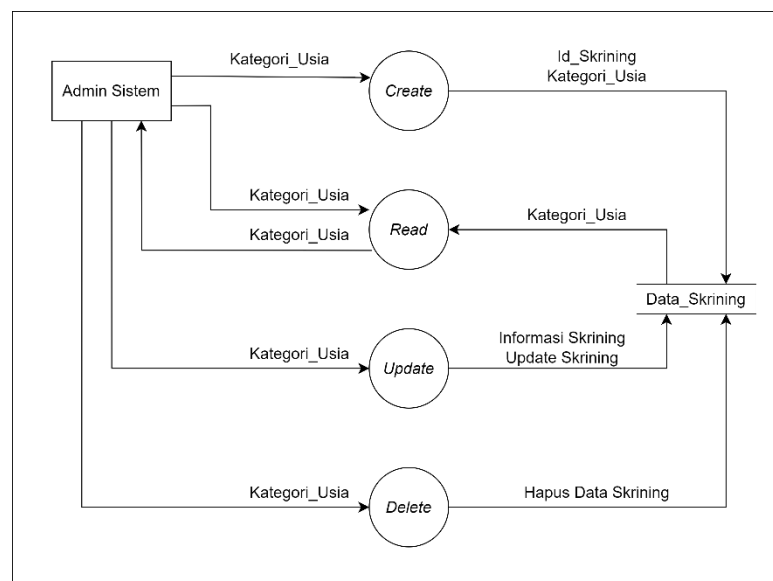 Kategori_Usia
Id_Skrining
Kategori_Usia
Admin Sistem
Create
Kategori_Usia
Kategori_Usia
Read
Kategori_Usia
Data_Skrining
Kategori_Usia
Update
Informasi Skrining
Update Skrining
Kategori_Usia
Delete
Hapus Data Skrining